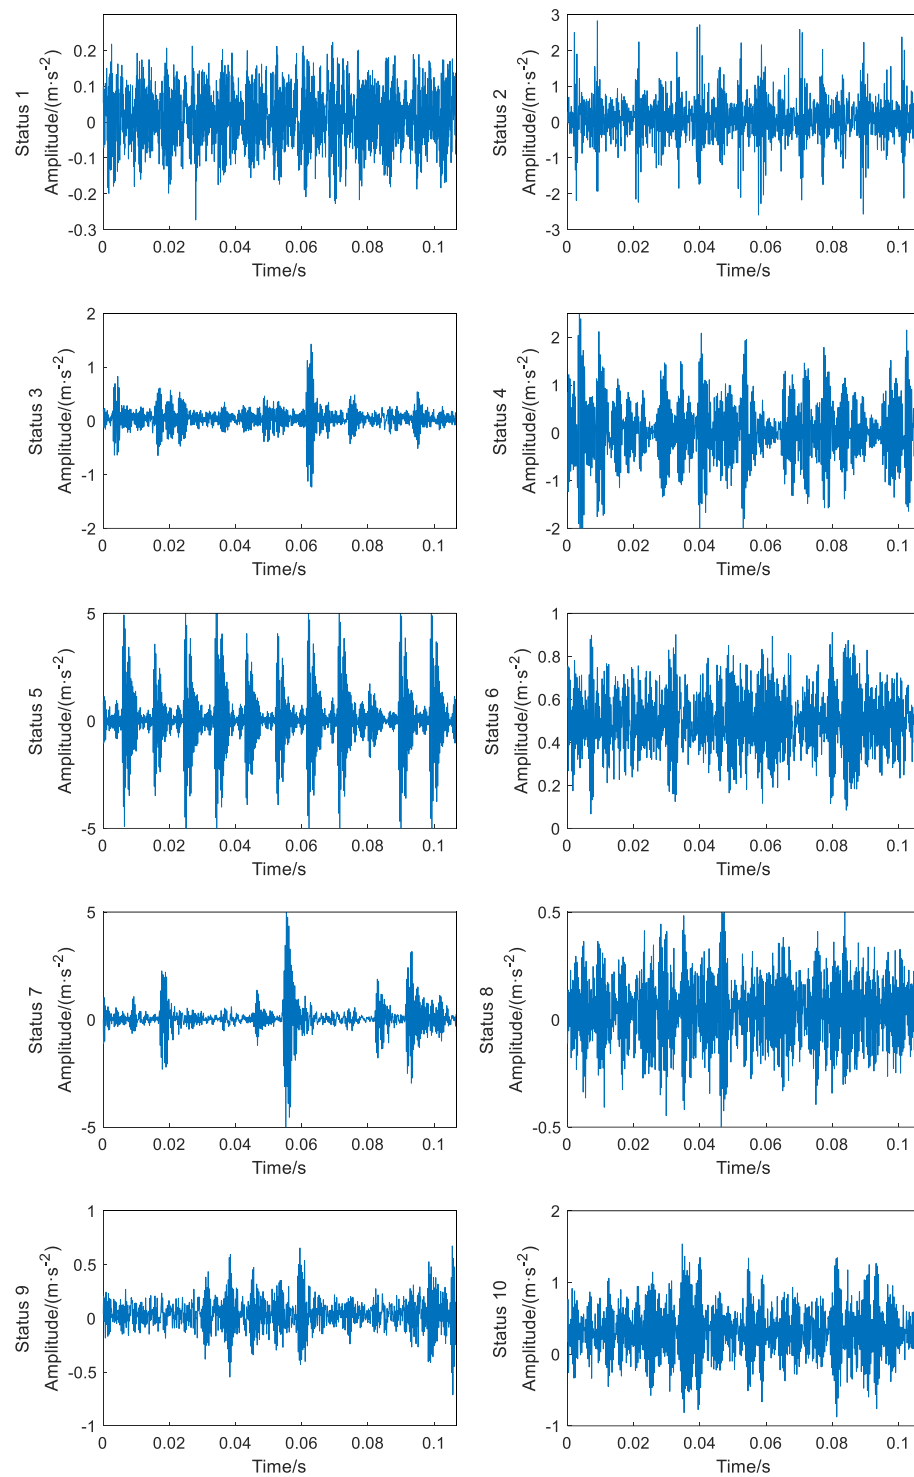 Status 1
Amplitude/(m·s-2)
0.2
0.1
0
-0.1
-0.2
-0.3
0 0.02 0.04 0.06 0.08 0.1
Time/s
Status 2
Amplitude/(m·s-2)
3
2
1
0
-1
-2
-3
0 0.02 0.04 0.06 0.08 0.1
Time/s
Status 3
Amplitude/(m·s-2)
2
1
0
-1
-2
0 0.02 0.04 0.06 0.08 0.1
Time/s
Status 4
Amplitude/(m·s-2)
2
1
0
-1
-2
0 0.02 0.04 0.06 0.08 0.1
Time/s
Status 5
Amplitude/(m·s-2)
5
0
-5
0 0.02 0.04 0.06 0.08 0.1
Time/s
Status 6
Amplitude/(m·s-2)
1
0.8
0.6
0.4
0.2
0
0 0.02 0.04 0.06 0.08 0.1
Time/s
Status 7
Amplitude/(m·s-2)
5
0
-5
0 0.02 0.04 0.06 0.08 0.1
Time/s
Status 8
Amplitude/(m·s-2)
0.5
0
-0.5
0 0.02 0.04 0.06 0.08 0.1
Time/s
Status 9
Amplitude/(m·s-2)
1
0.5
0
-0.5
-1
0 0.02 0.04 0.06 0.08 0.1
Time/s
Status 10
Amplitude/(m·s-2)
2
1
0
-1
0 0.02 0.04 0.06 0.08 0.1
Time/s